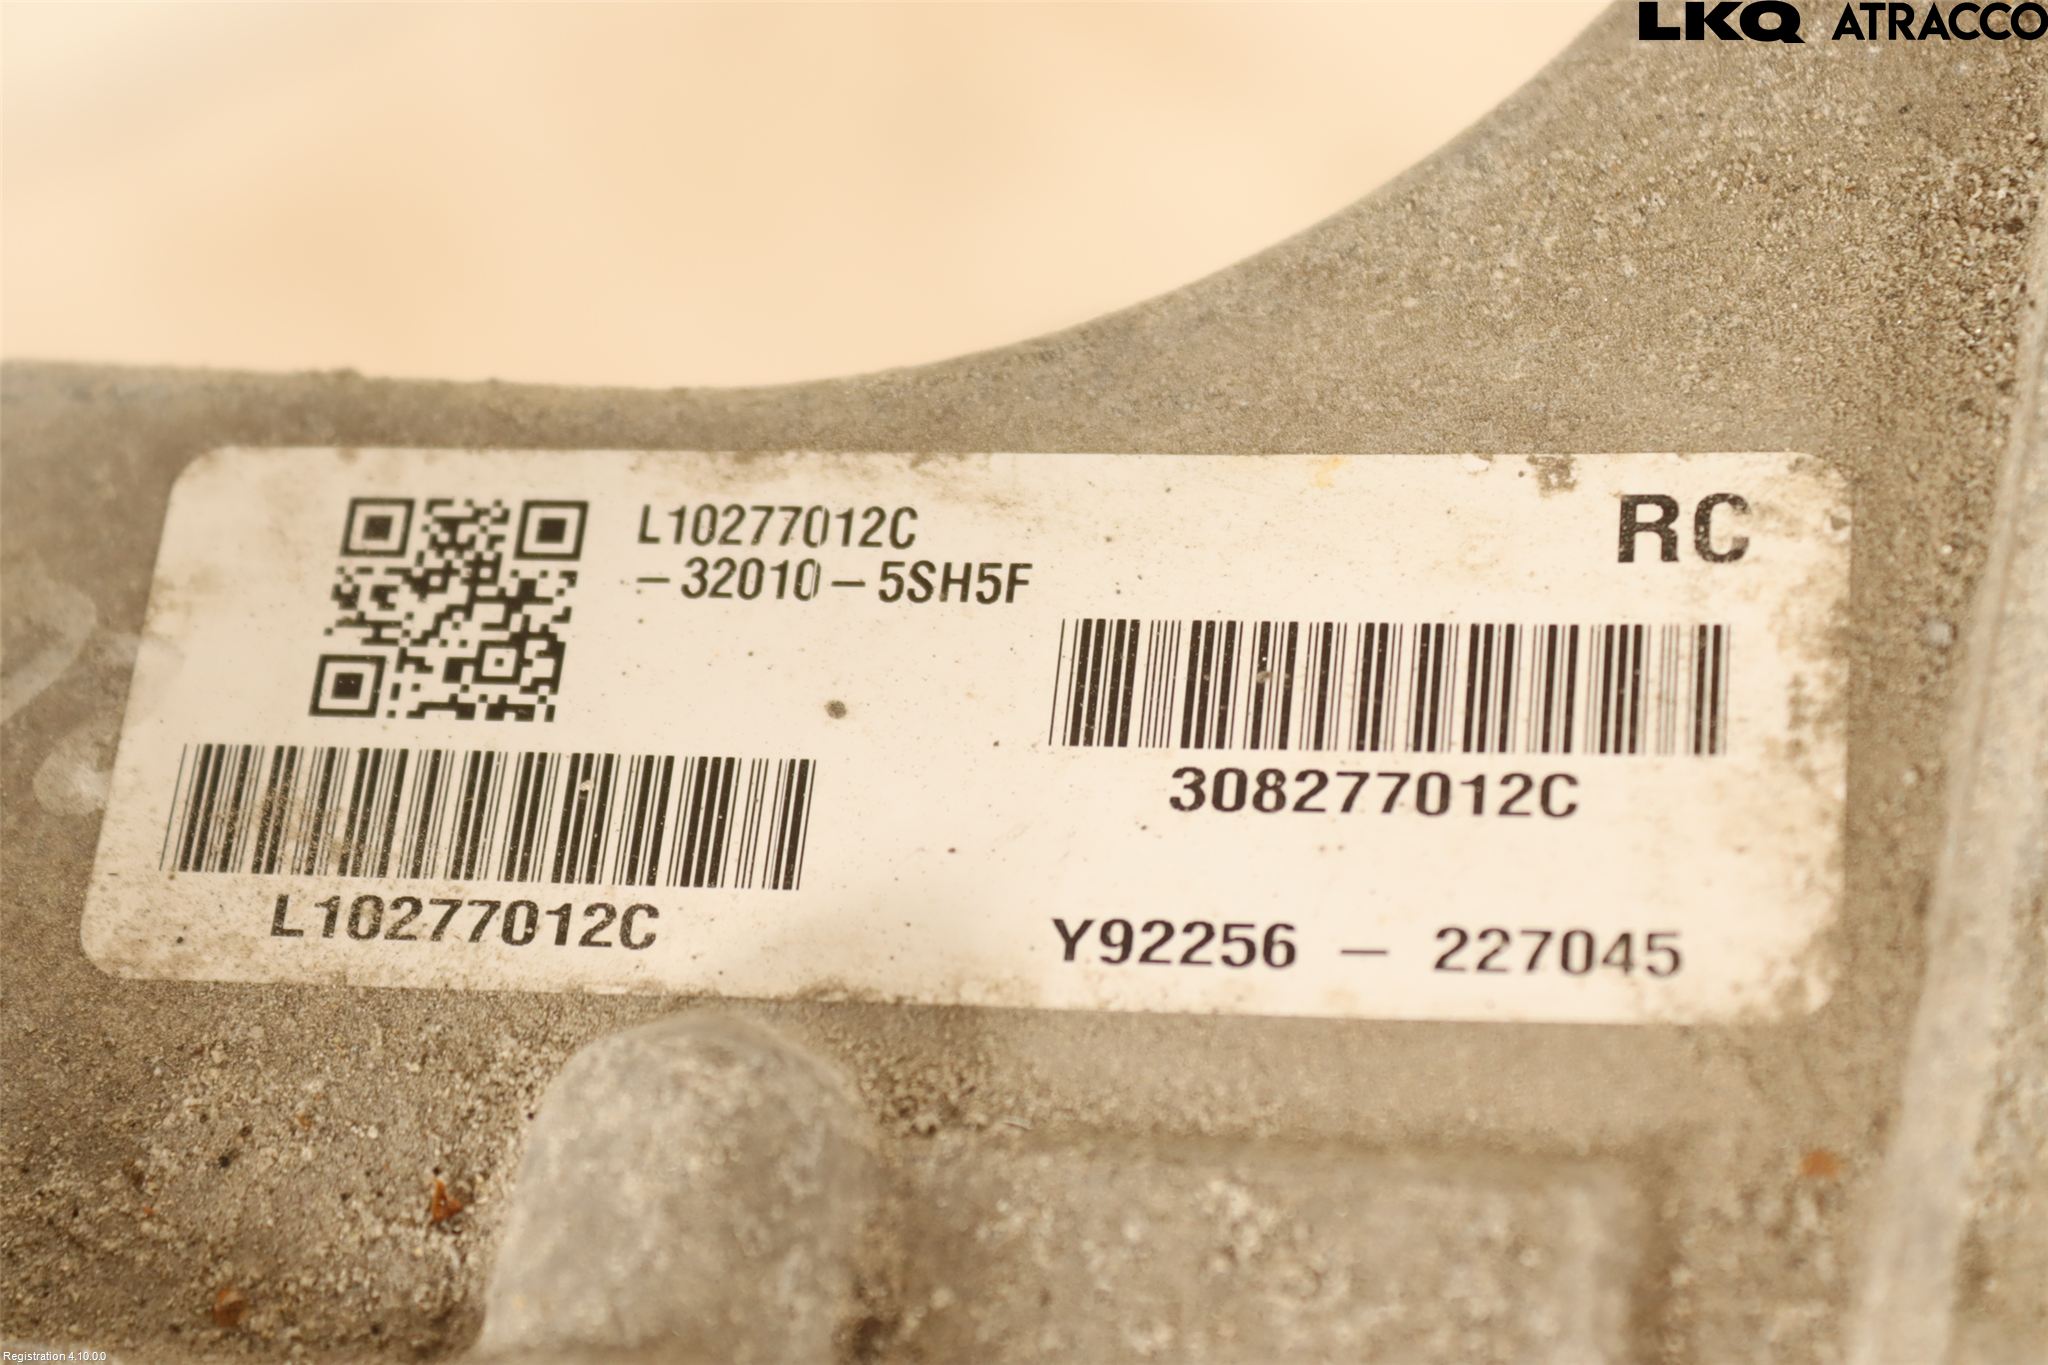 LKQ ATRACCO
L10277012C
-32010-5SH5F
RC
308277012C
L10277012C
Y92256 - 227045
Registration 4.10.0.0